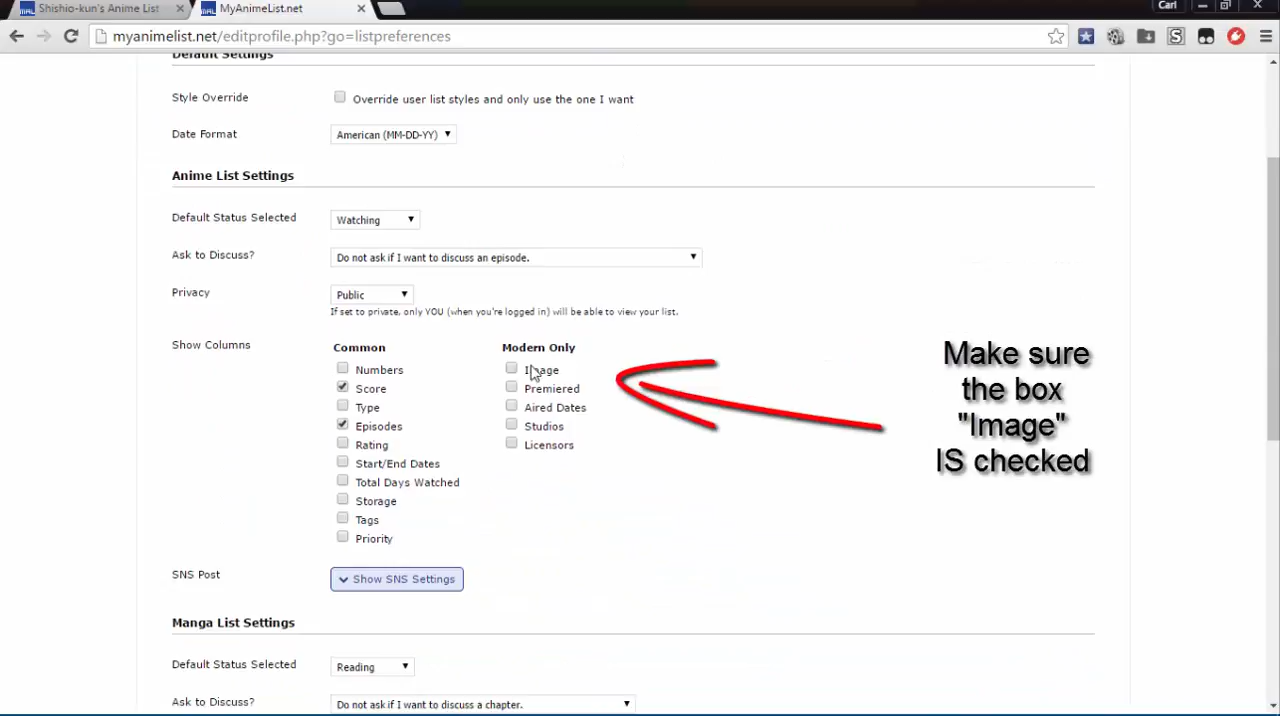 Shishio-kun's Anime List
MyAnimeList.net
Carl
myanimelist.net/editprofile.php?go=listpreferences
Default Settings
Style Override
Override user list styles and only use the one I want
Date Format
American (MM-DD-YY)
Anime List Settings
Default Status Selected
Watching
Ask to Discuss?
Do not ask if I want to discuss an episode.
Privacy
Public
If set to private, only YOU (when you're logged in) will be able to view your list.
Show Columns
Common
Numbers
Score
Type
Episodes
Rating
Start/End Dates
Total Days Watched
Storage
Tags
Priority
Modern Only
Image
Premiered
Aired Dates
Studios
Licensors
Make sure
the box
"Image"
IS checked
SNS Post
Show SNS Settings
Manga List Settings
Default Status Selected
Reading
Ask to Discuss?
Do not ask if I want to discuss a chapter.